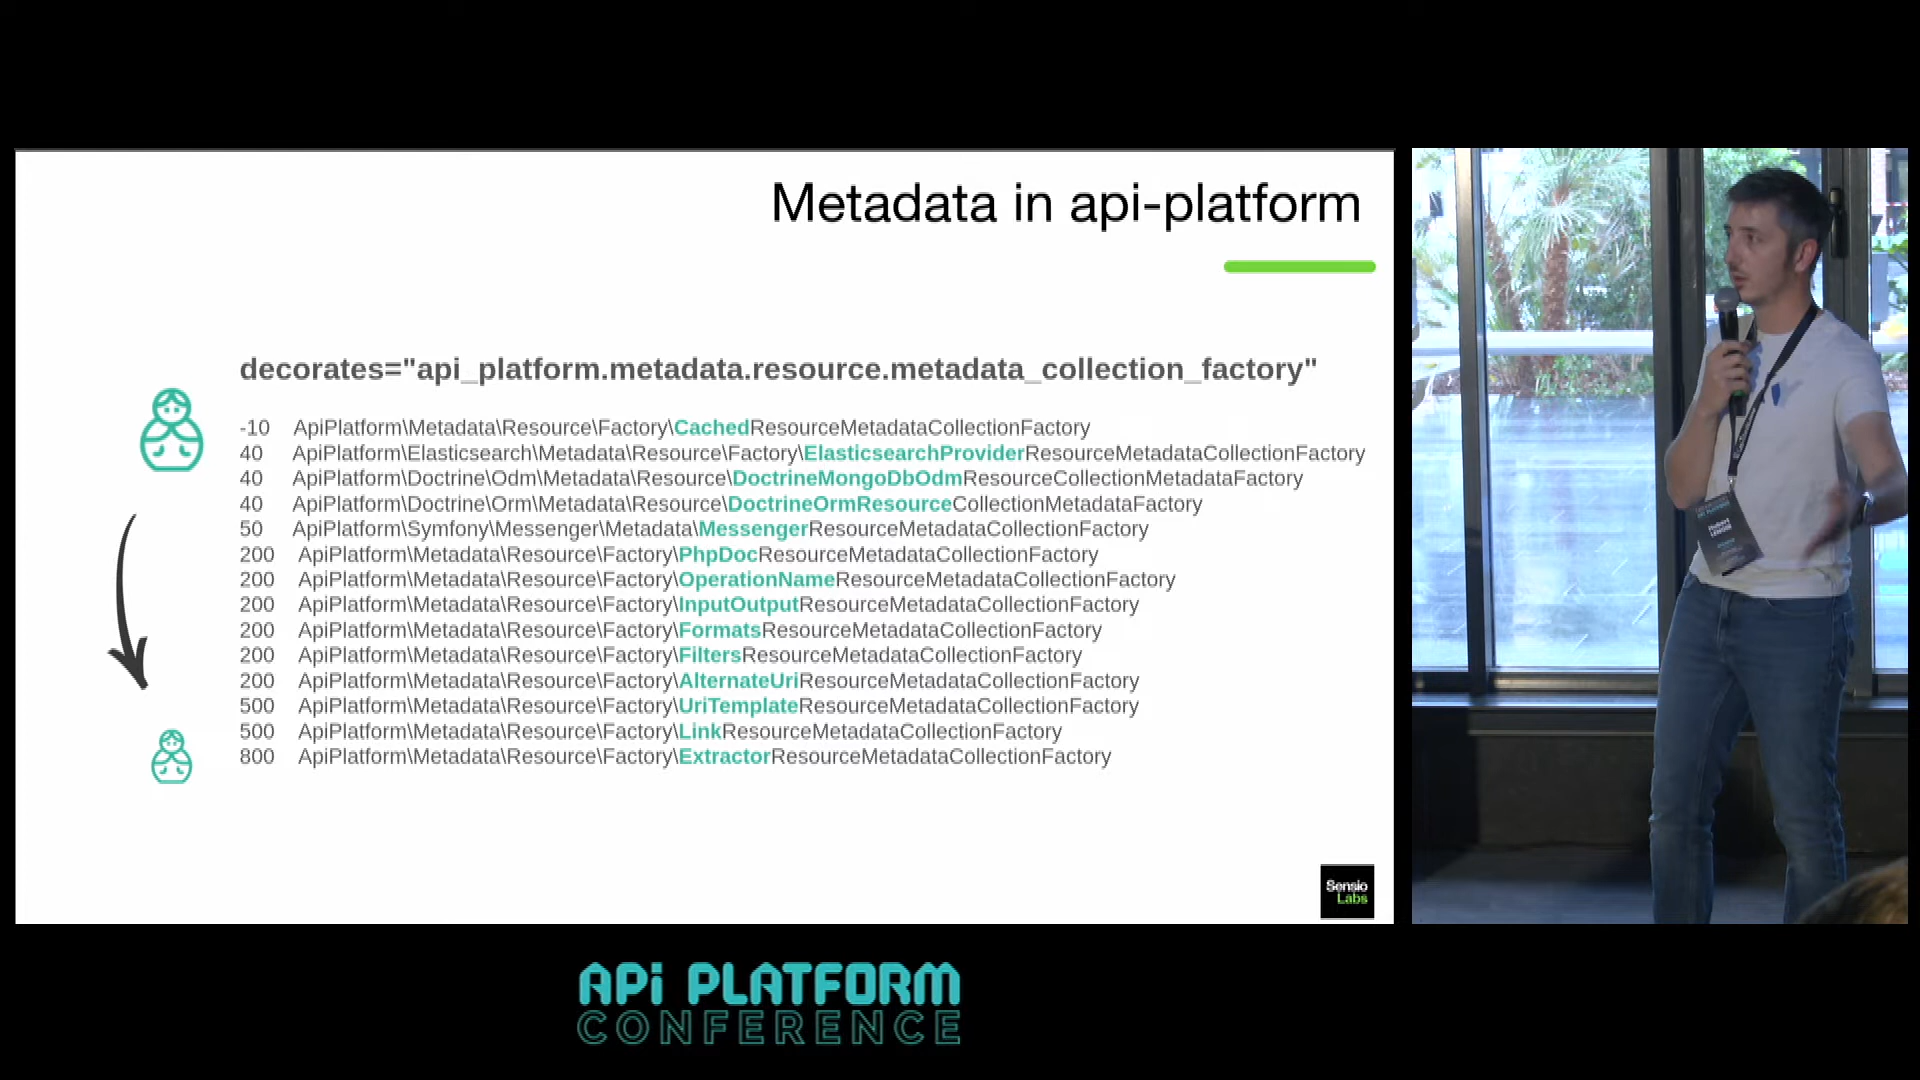 Metadata in api-platform
decorates="api_platform.metadata.resource.metadata_collection_factory"
-10 ApiPlatform\Metadata\Resource\Factory\CachedResourceMetadataCollectionFactory
40 ApiPlatform\Elasticsearch\Metadata\Resource\Factory\ElasticsearchProviderResourceMetadataCollectionFactory
40 ApiPlatform\Doctrine\Odm\Metadata\Resource\DoctrineMongoDbOdmResourceCollectionMetadataFactory
40 ApiPlatform\Doctrine\Orm\Metadata\Resource\DoctrineOrmResourceCollectionMetadataFactory
50 ApiPlatform\Symfony\Messenger\Metadata\MessengerResourceMetadataCollectionFactory
200 ApiPlatform\Metadata\Resource\Factory\PhpDocResourceMetadataCollectionFactory
200 ApiPlatform\Metadata\Resource\Factory\OperationNameResourceMetadataCollectionFactory
200 ApiPlatform\Metadata\Resource\Factory\InputOutputResourceMetadataCollectionFactory
200 ApiPlatform\Metadata\Resource\Factory\FormatsResourceMetadataCollectionFactory
200 ApiPlatform\Metadata\Resource\Factory\FiltersResourceMetadataCollectionFactory
200 ApiPlatform\Metadata\Resource\Factory\AlternateUriResourceMetadataCollectionFactory
500 ApiPlatform\Metadata\Resource\Factory\UriTemplateResourceMetadataCollectionFactory
500 ApiPlatform\Metadata\Resource\Factory\LinkResourceMetadataCollectionFactory
800 ApiPlatform\Metadata\Resource\Factory\ExtractorResourceMetadataCollectionFactory
Sensio
Labs
API PLATFORM
CONFERENCE